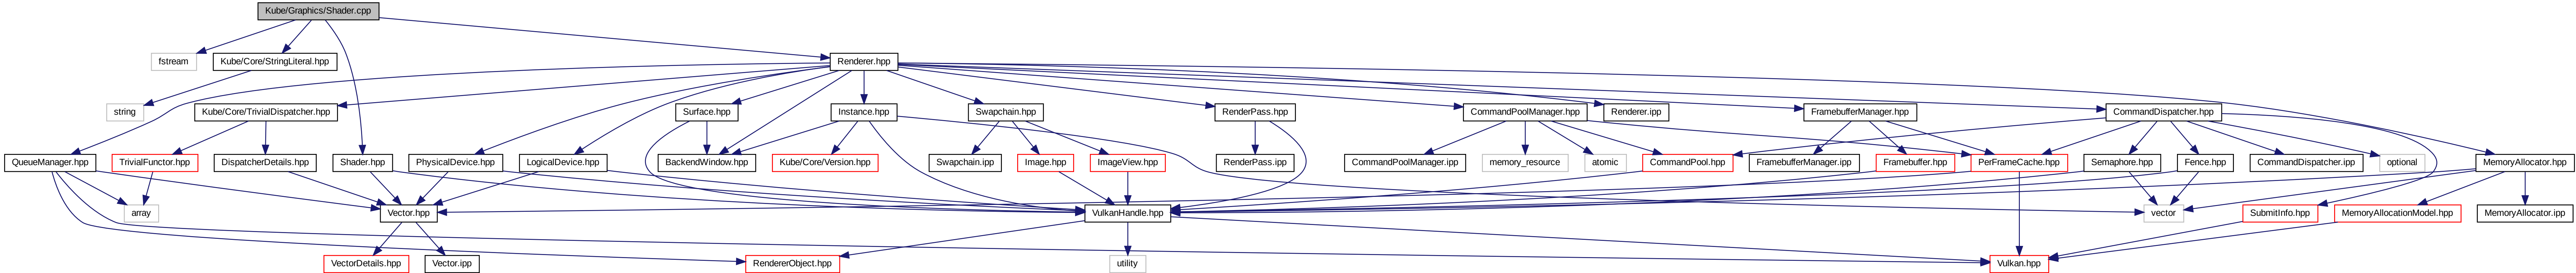 Kube/Graphics/Shader.cpp
fstream
Kube/Core/StringLiteral.hpp
Renderer.hpp
string
Kube/Core/TrivialDispatcher.hpp
Surface.hpp
Instance.hpp
Swapchain.hpp
RenderPass.hpp
CommandPoolManager.hpp
Renderer.ipp
FramebufferManager.hpp
CommandDispatcher.hpp
QueueManager.hpp
TrivialFunctor.hpp
DispatcherDetails.hpp
Shader.hpp
PhysicalDevice.hpp
LogicalDevice.hpp
BackendWindow.hpp
Kube/Core/Version.hpp
Swapchain.ipp
Image.hpp
ImageView.hpp
RenderPass.ipp
CommandPoolManager.ipp
memory_resource
atomic
CommandPool.hpp
FramebufferManager.ipp
Framebuffer.hpp
PerFrameCache.hpp
Semaphore.hpp
Fence.hpp
CommandDispatcher.ipp
optional
MemoryAllocator.hpp
array
Vector.hpp
VulkanHandle.hpp
vector
SubmitInfo.hpp
MemoryAllocationModel.hpp
MemoryAllocator.ipp
VectorDetails.hpp
Vector.ipp
RendererObject.hpp
utility
Vulkan.hpp